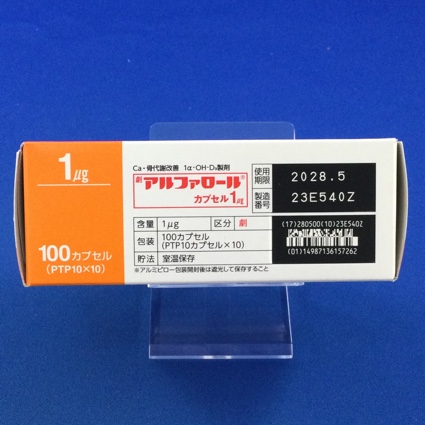 1μg
100カプセル
(PTP10×10)
Ca・骨代謝改善 1α-OH-D₃製剤
劇 アルファロール®
カプセル1μg
含量 1μg 区分 劇
包装 100カプセル
(PTP10カプセル×10)
貯法 室温保存
※アルミピロー包装開封後は遮光して保存すること
使用期限 2028.5
製造番号 23E540Z
(17)280500(10)23E540Z
(01)14987136157262